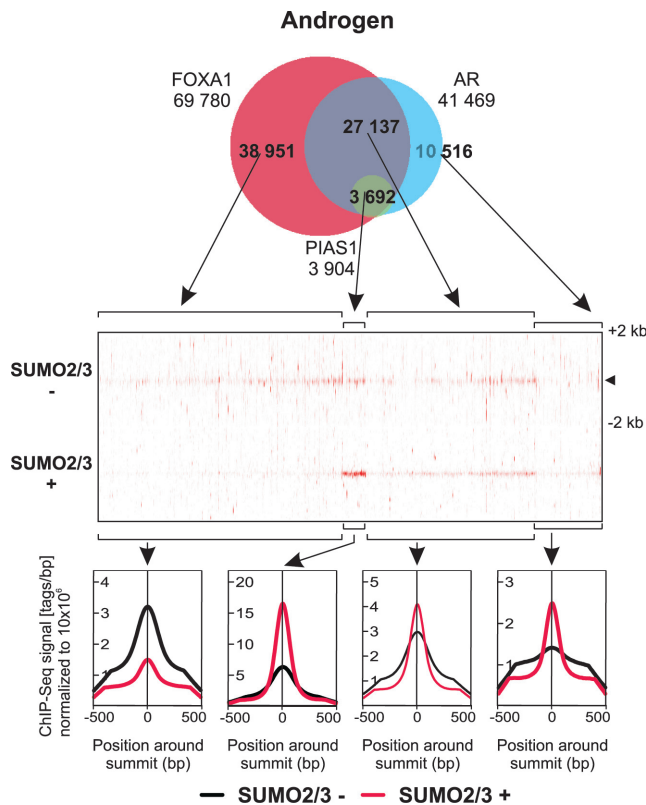 Androgen
FOXA1
69 780
AR
41 469
27 137
38 951
10 516
3 692
PIAS1
3 904
+2 kb
SUMO2/3
-
-2 kb
SUMO2/3
+
ChIP-Seq signal [tags/bp]
normalized to 10x10⁶
4
3
2
1
-500 0 500
Position around
summit (bp)
20
15
10
5
-500 0 500
Position around
summit (bp)
5
4
3
2
1
-500 0 500
Position around
summit (bp)
3
2
1
-500 0 500
Position around
summit (bp)
SUMO2/3 - SUMO2/3 +